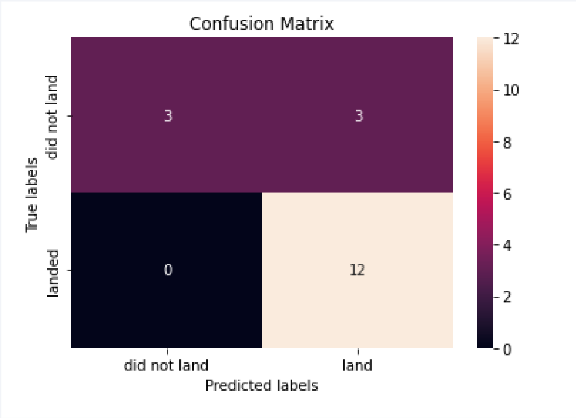 Confusion Matrix
did not land
landed
True labels
3 3
0 12
did not land land
Predicted labels
12
10
8
6
4
2
0